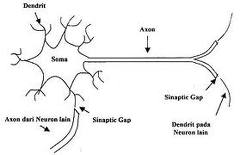 Dendrit
Axon
Soma
Sinaptic Gap
Axon dari Neuron lain
Sinaptic Gap
Dendrit pada
Neuron lain